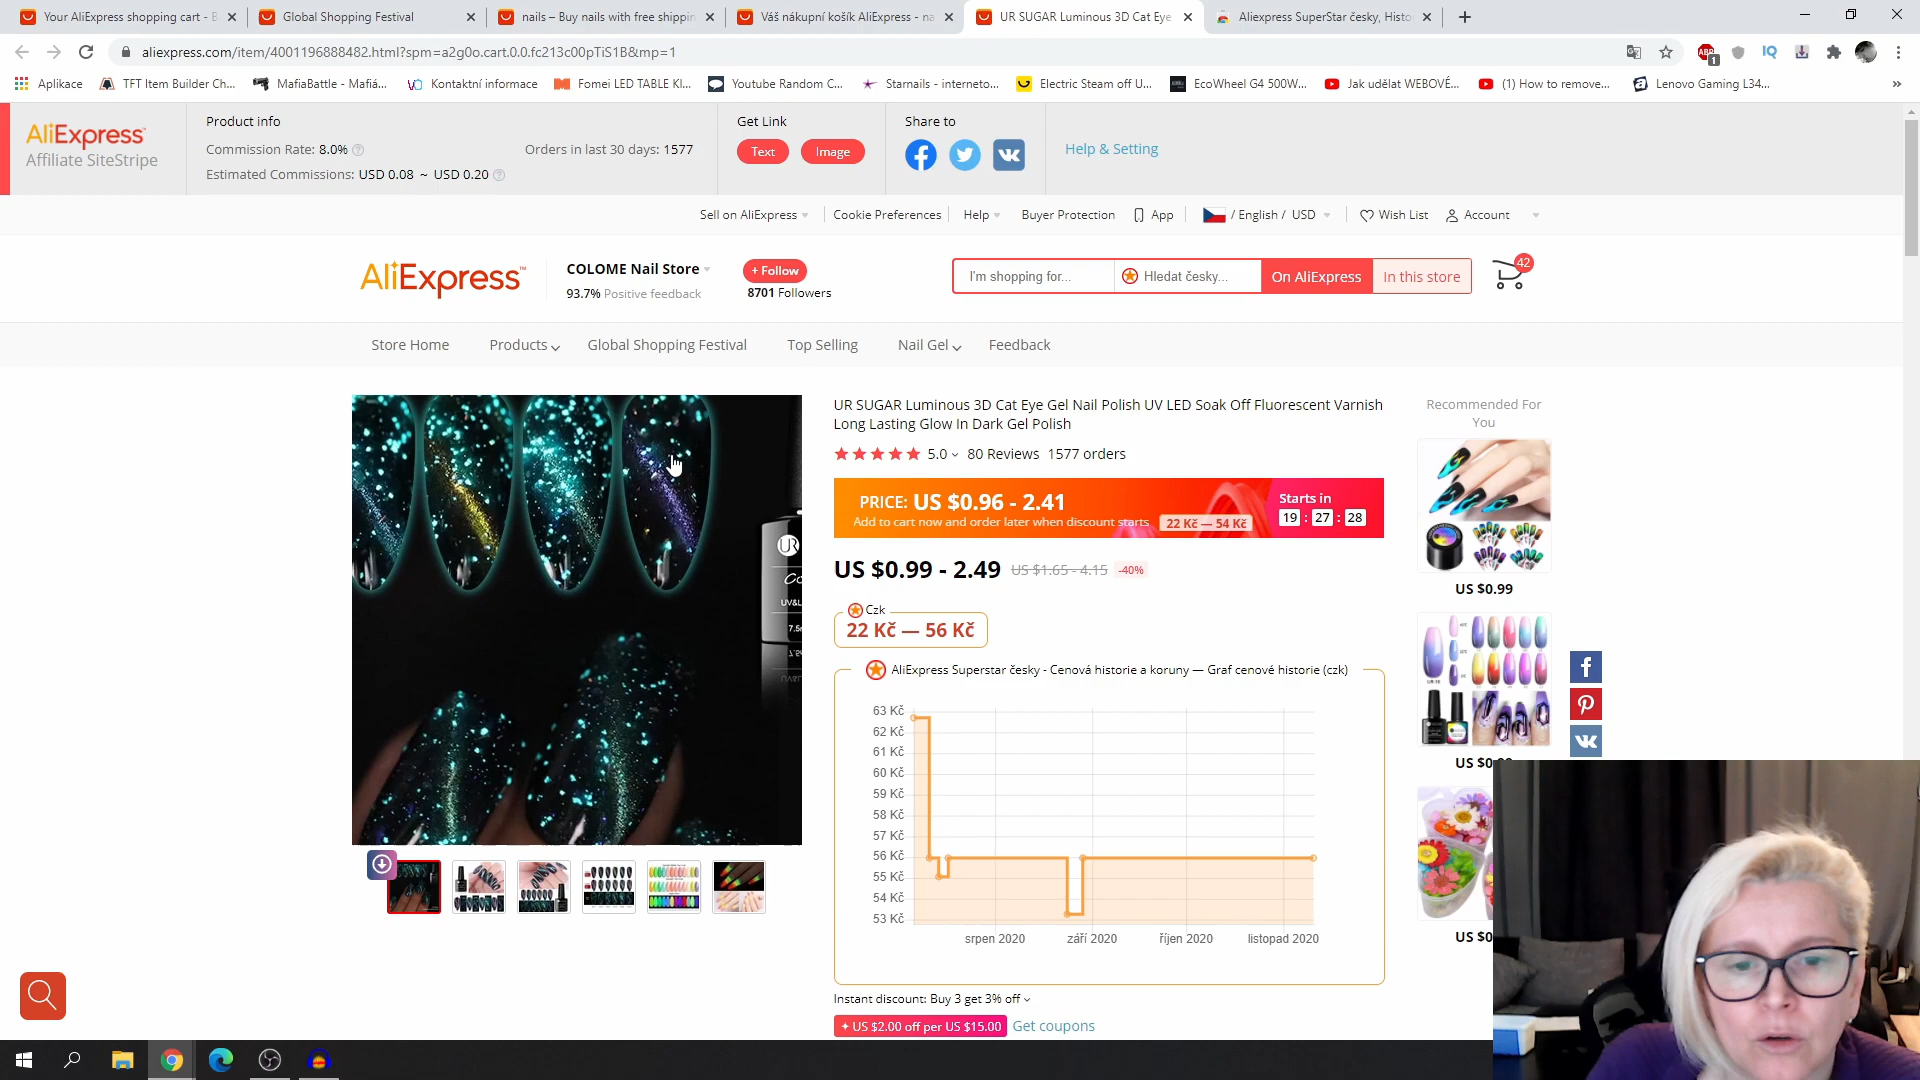 Your AliExpress shopping cart - B
Global Shopping Festival
nails – Buy nails with free shippin
Váš nákupní košík AliExpress - na
UR SUGAR Luminous 3D Cat Eye
Aliexpress SuperStar česky, Histo
aliexpress.com/item/4001196888482.html?spm=a2g0o.cart.0.0.fc213c00pTiS1B&mp=1
Aplikace
TFT Item Builder Ch...
MafiaBattle - Mafiá...
Kontaktní informace
Fomei LED TABLE Kl...
Youtube Random C...
Starnails - interneto...
Electric Steam off U...
EcoWheel G4 500W...
Jak udělat WEBOVÉ...
(1) How to remove...
Lenovo Gaming L34...
AliExpress
Affiliate SiteStripe
Product info
Commission Rate: 8.0%
Orders in last 30 days: 1577
Estimated Commissions: USD 0.08 ~ USD 0.20
Get Link
Text
Image
Share to
Help & Setting
Sell on AliExpress
Cookie Preferences
Help
Buyer Protection
App
/ English / USD
Wish List
Account
AliExpress™
COLOME Nail Store
93.7% Positive feedback
+ Follow
8701 Followers
I'm shopping for...
Hledat česky...
On AliExpress
In this store
42
Store Home
Products
Global Shopping Festival
Top Selling
Nail Gel
Feedback
UR SUGAR Luminous 3D Cat Eye Gel Nail Polish UV LED Soak Off Fluorescent Varnish
Long Lasting Glow In Dark Gel Polish
5.0
80 Reviews
1577 orders
PRICE: US $0.96 - 2.41
Add to cart now and order later when discount starts
22 Kč — 54 Kč
Starts in
19 : 27 : 28
US $0.99 - 2.49
US $1.65 - 4.15
-40%
Czk
22 Kč — 56 Kč
AliExpress Superstar česky - Cenová historie a koruny — Graf cenové historie (czk)
63 Kč
62 Kč
61 Kč
60 Kč
59 Kč
58 Kč
57 Kč
56 Kč
55 Kč
54 Kč
53 Kč
srpen 2020
září 2020
říjen 2020
listopad 2020
Instant discount: Buy 3 get 3% off
US $2.00 off per US $15.00
Get coupons
Recommended For
You
US $0.99
US $0
US $0
UR
UV&L
7.5
ABP
1
IQ